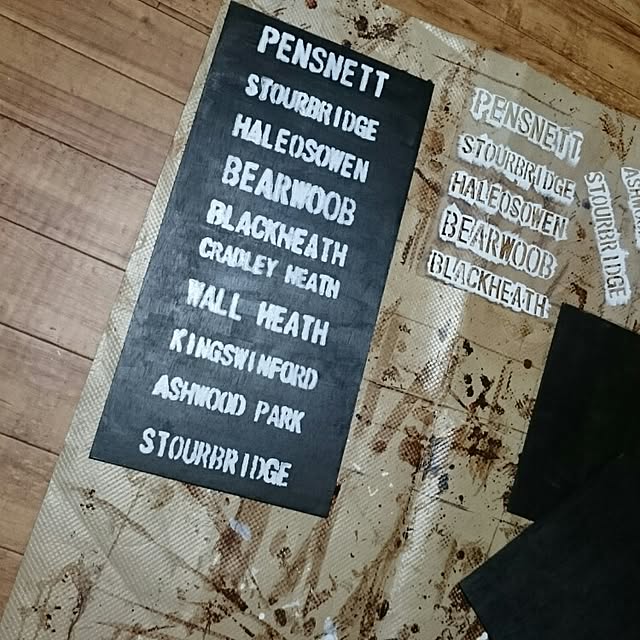 PENSNETT
STOURBRIDGE
HALEOSOWEN
BEARWOOB
BLACKHEATH
CRADLEY HEATH
WALL HEATH
KINGSWINFORD
ASHWOOD PARK
STOURBRIDGE
PENSNETT
STOURBRIDGE
HALEOSOWEN
BEARWOOB
BLACKHEATH
STOURBRIDGE